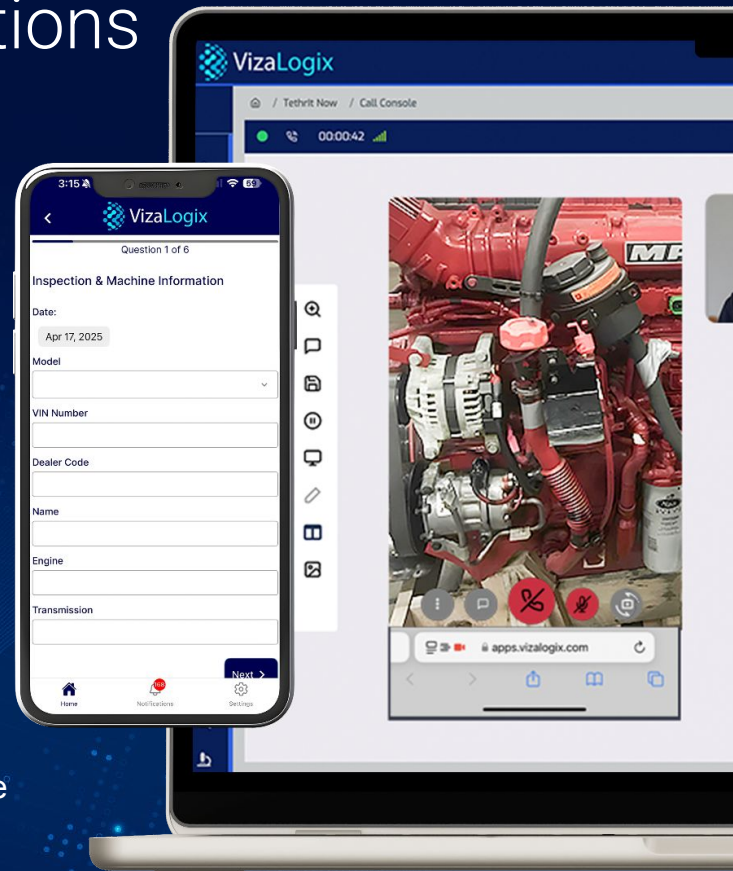 tions
VizaLogix
/ Tethrit Now / Call Console
00:00:42
3:15
59
VizaLogix
Question 1 of 6
Inspection & Machine Information
Date:
Apr 17, 2025
Model
VIN Number
Dealer Code
Name
Engine
Transmission
Next >
Home
168
Notifications
Settings
apps.vizalogix.com
e